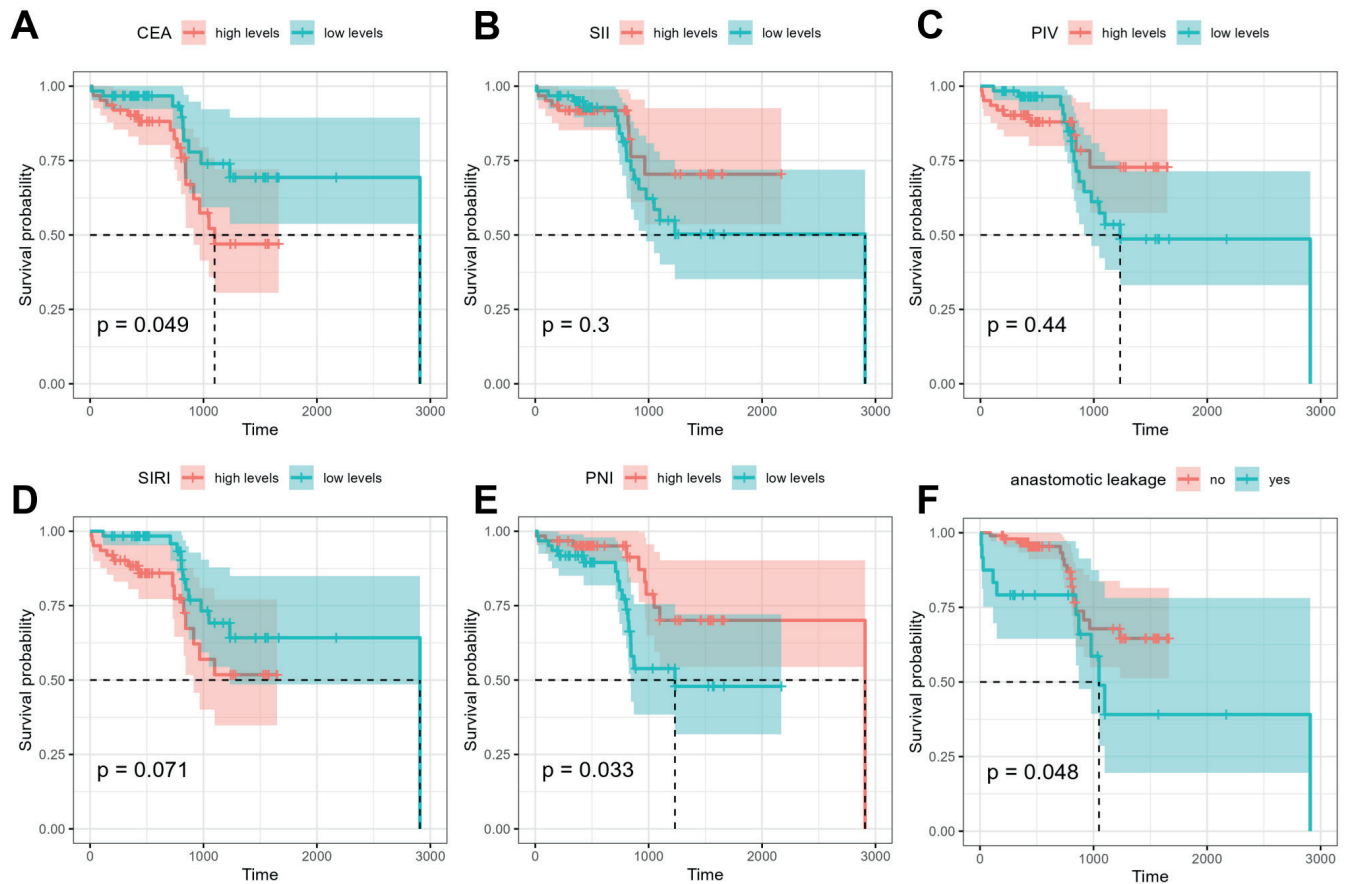 A
CEA high levels low levels
Survival probability
1.00
0.75
0.50
0.25
0.00
p = 0.049
0 1000 2000 3000
Time
B
SII high levels low levels
Survival probability
1.00
0.75
0.50
0.25
0.00
p = 0.3
0 1000 2000 3000
Time
C
PIV high levels low levels
Survival probability
1.00
0.75
0.50
0.25
0.00
p = 0.44
0 1000 2000 3000
Time
D
SIRI high levels low levels
Survival probability
1.00
0.75
0.50
0.25
0.00
p = 0.071
0 1000 2000 3000
Time
E
PNI high levels low levels
Survival probability
1.00
0.75
0.50
0.25
0.00
p = 0.033
0 1000 2000 3000
Time
F
anastomotic leakage no yes
Survival probability
1.00
0.75
0.50
0.25
0.00
p = 0.048
0 1000 2000 3000
Time